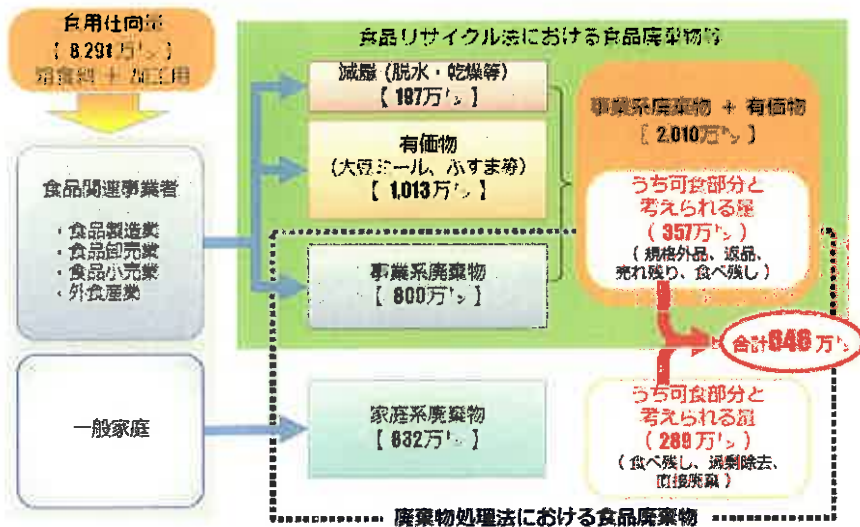 食用仕向量
【 8,291万㌧ 】
粗食料 + 加工用
食品リサイクル法における食品廃棄物等
減量 (脱水・乾燥等)
【 187万㌧ 】
有価物
(大豆ミール、ふすま等)
【 1,013万㌧ 】
事業系廃棄物
【 800万㌧ 】
事業系廃棄物 + 有価物
【 2,010万㌧ 】
うち可食部分と
考えられる量
( 357万㌧ )
( 規格外品、返品、
売れ残り、食べ残し )
食品関連事業者
・食品製造業
・食品卸売業
・食品小売業
・外食産業
合計646万㌧
一般家庭
家庭系廃棄物
【 832万㌧ 】
うち可食部分と
考えられる量
( 289万㌧ )
( 食べ残し、過剰除去、
直接廃棄 )
廃棄物処理法における食品廃棄物